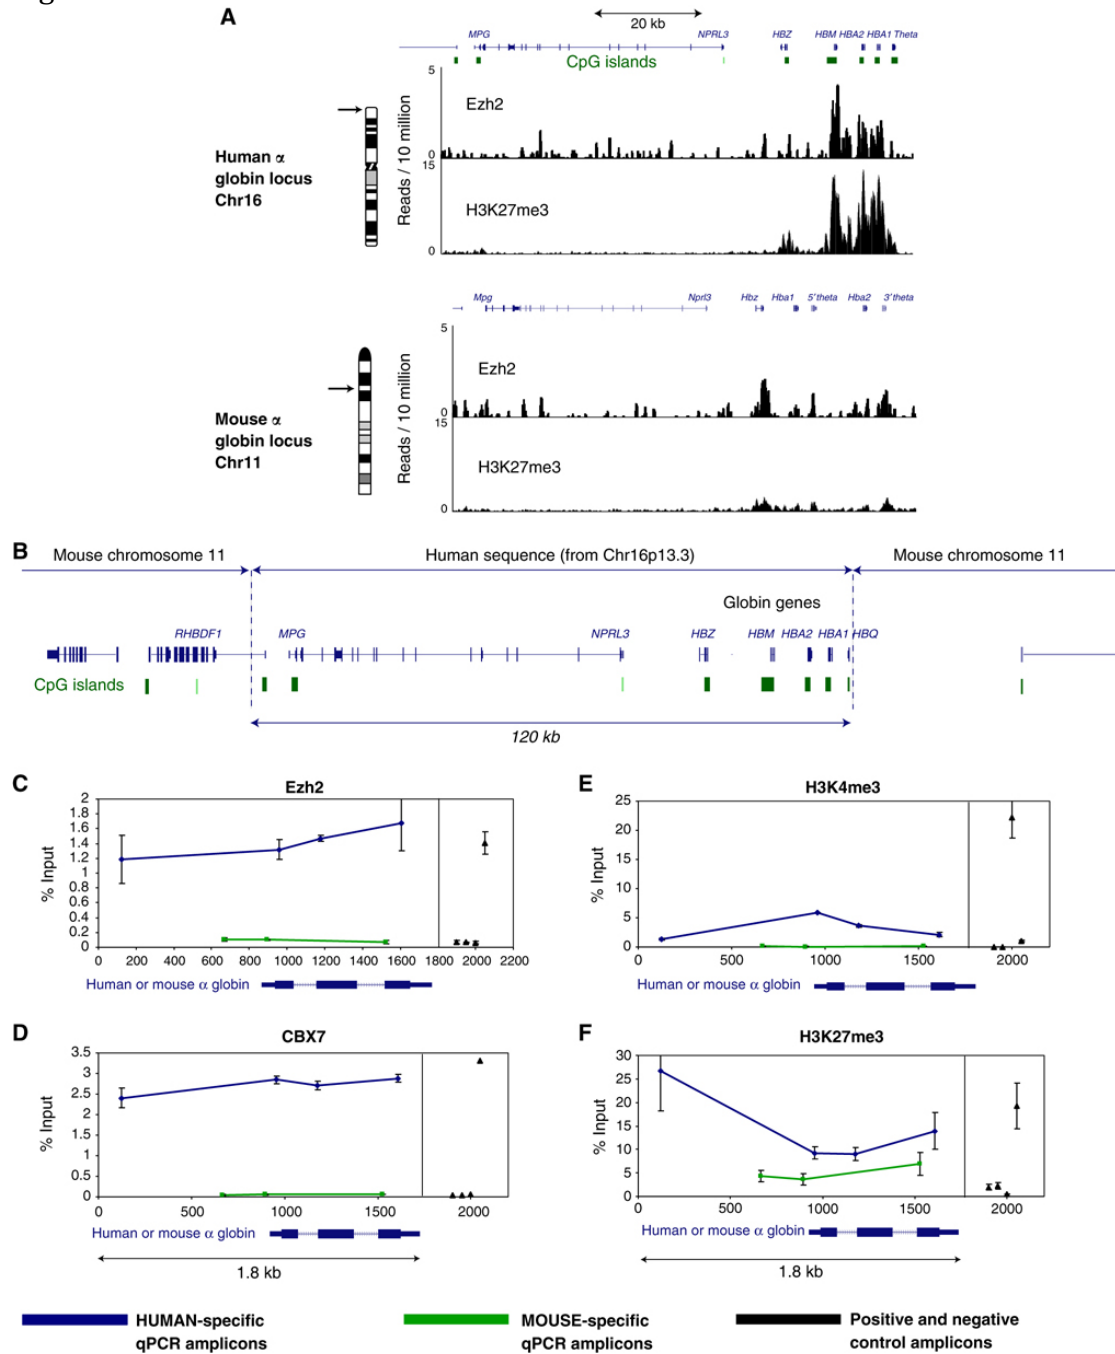 A
20 kb
MPG NPRL3 HBZ HBM HBA2 HBA1 Theta
CpG islands
5
Ezh2
0
15
H3K27me3
0
Reads / 10 million
Human α
globin locus
Chr16
Mpg Nprl3 Hbz Hba1 5'theta Hba2 3'theta
5
Ezh2
0
15
H3K27me3
0
Reads / 10 million
Mouse α
globin locus
Chr11
B
Mouse chromosome 11 Human sequence (from Chr16p13.3) Mouse chromosome 11
Globin genes
RHBDF1 MPG NPRL3 HBZ HBM HBA2 HBA1 HBQ
CpG islands
120 kb
C
Ezh2
% Input
2
1.8
1.6
1.4
1.2
1
0.8
0.6
0.4
0.2
0
0 200 400 600 800 1000 1200 1400 1600 2000 2200
Human or mouse α globin
E
H3K4me3
% Input
25
20
15
10
5
0
0 500 1000 1500 2000
Human or mouse α globin
D
CBX7
% Input
3.5
3
2.5
2
1.5
1
0.5
0
0 500 1000 1500 2000
Human or mouse α globin
1.8 kb
F
H3K27me3
% Input
30
25
20
15
10
5
0
0 500 1000 1500 2000
Human or mouse α globin
1.8 kb
HUMAN-specific
qPCR amplicons
MOUSE-specific
qPCR amplicons
Positive and negative
control amplicons